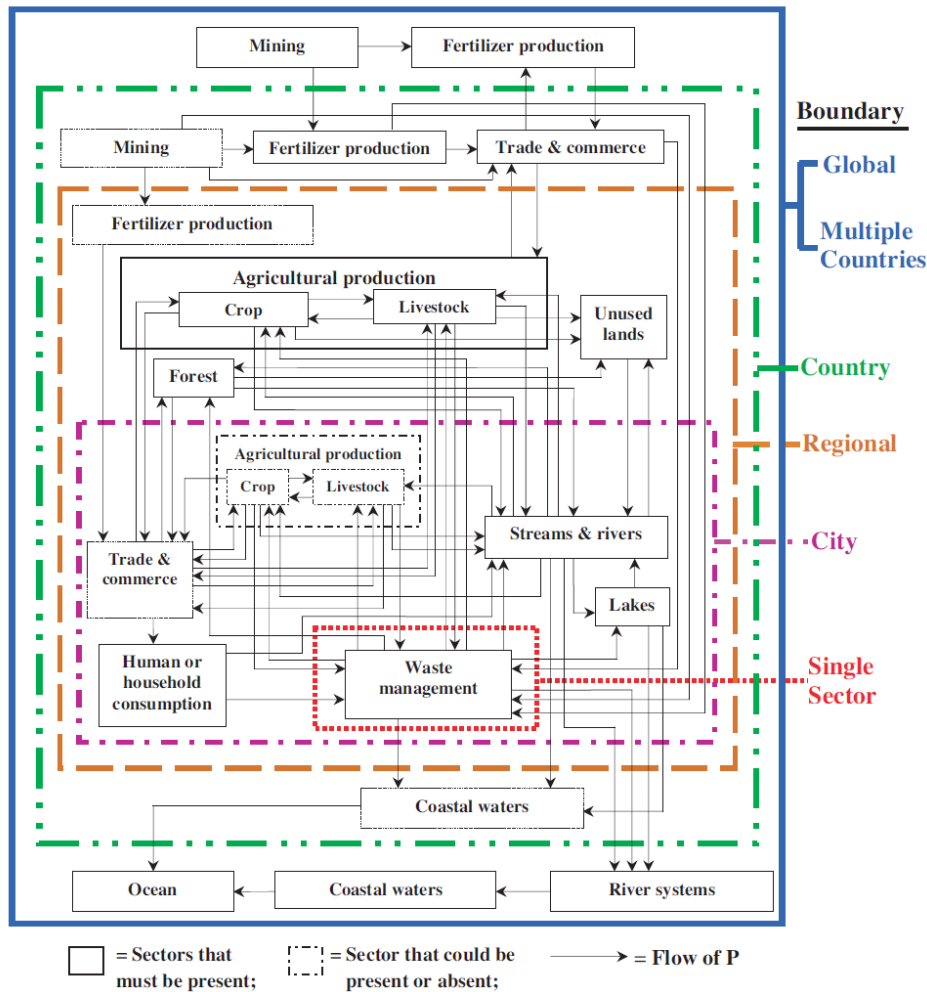 Mining
Fertilizer production
Boundary
Mining
Fertilizer production
Trade & commerce
Global
Fertilizer production
Multiple
Countries
Agricultural production
Crop
Livestock
Unused
lands
Forest
Country
Agricultural production
Crop
Livestock
Regional
Streams & rivers
City
Trade &
commerce
Lakes
Human or
household
consumption
Waste
management
Single
Sector
Coastal waters
Ocean
Coastal waters
River systems
= Sectors that
must be present;
= Sector that could be
present or absent;
= Flow of P